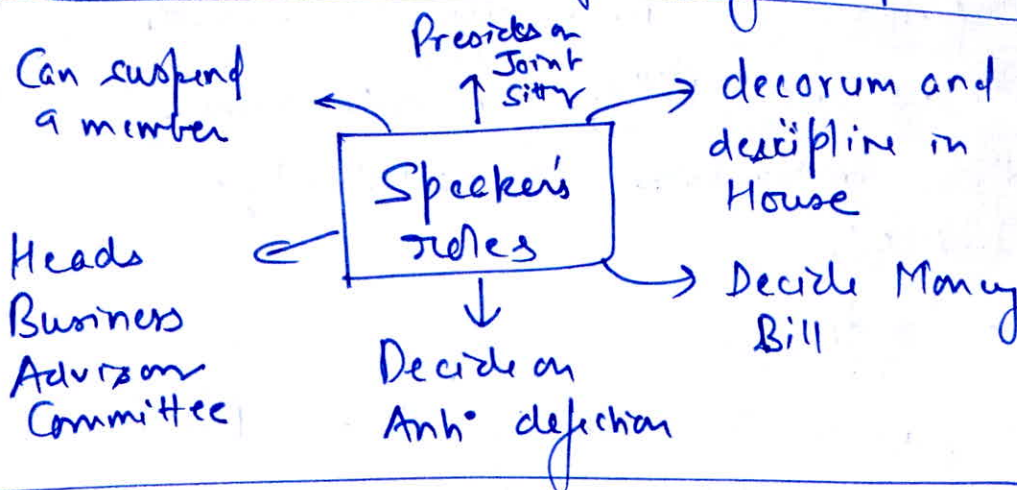 Can suspend
a member
Presides on
Joint
Sitting
decorum and
descipline in
House
Speaker's
roles
Heads
Business
Advisory
Committee
Decide Money
Bill
Decide on
Anti defection